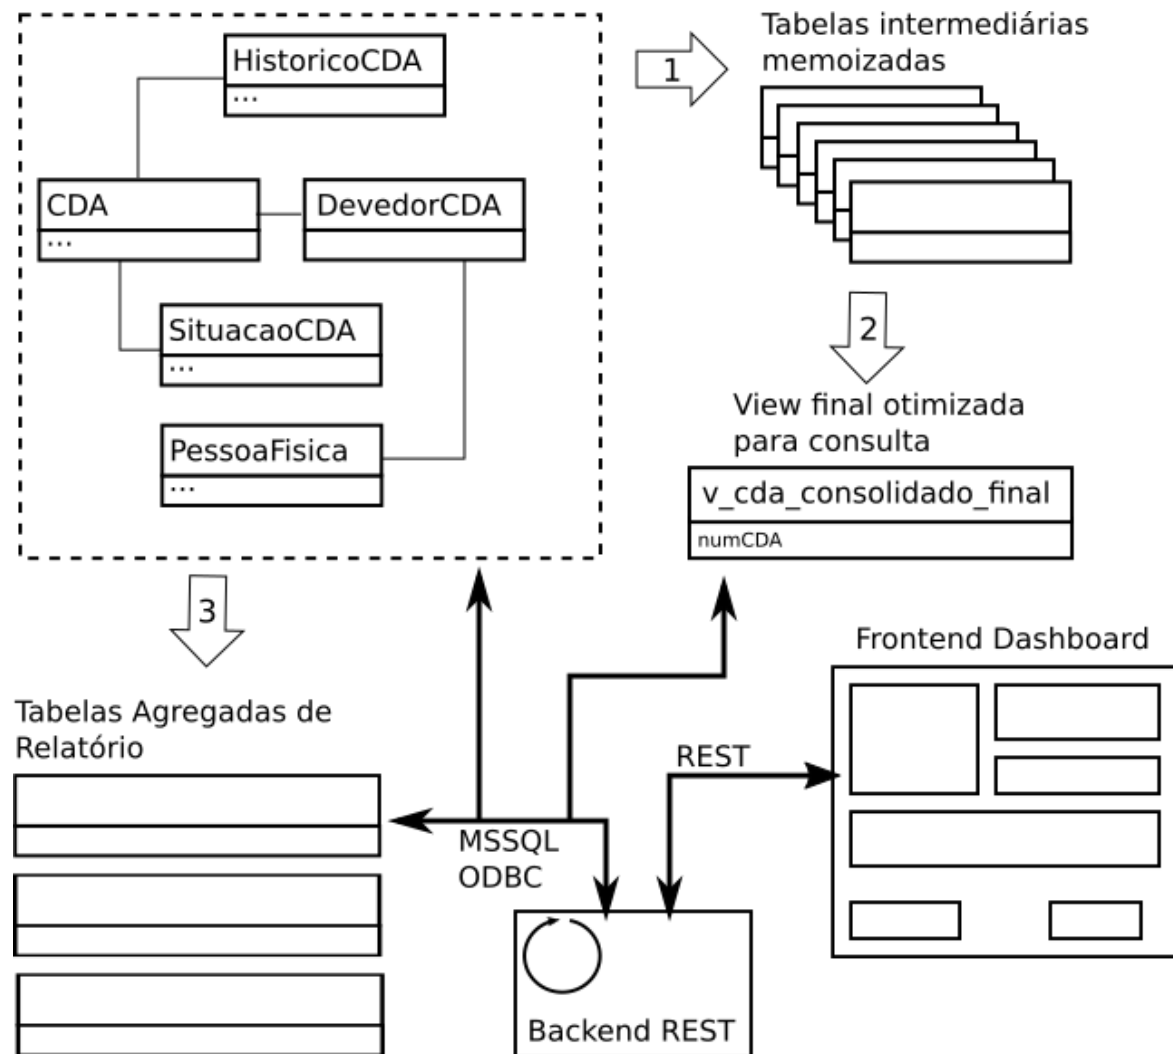 HistoricoCDA
...
CDA
...
DevedorCDA
SituacaoCDA
...
PessoaFisica
...
1
Tabelas intermediárias
memoizadas
2
View final otimizada
para consulta
v_cda_consolidado_final
numCDA
3
Tabelas Agregadas de
Relatório
MSSQL
ODBC
REST
Frontend Dashboard
Backend REST